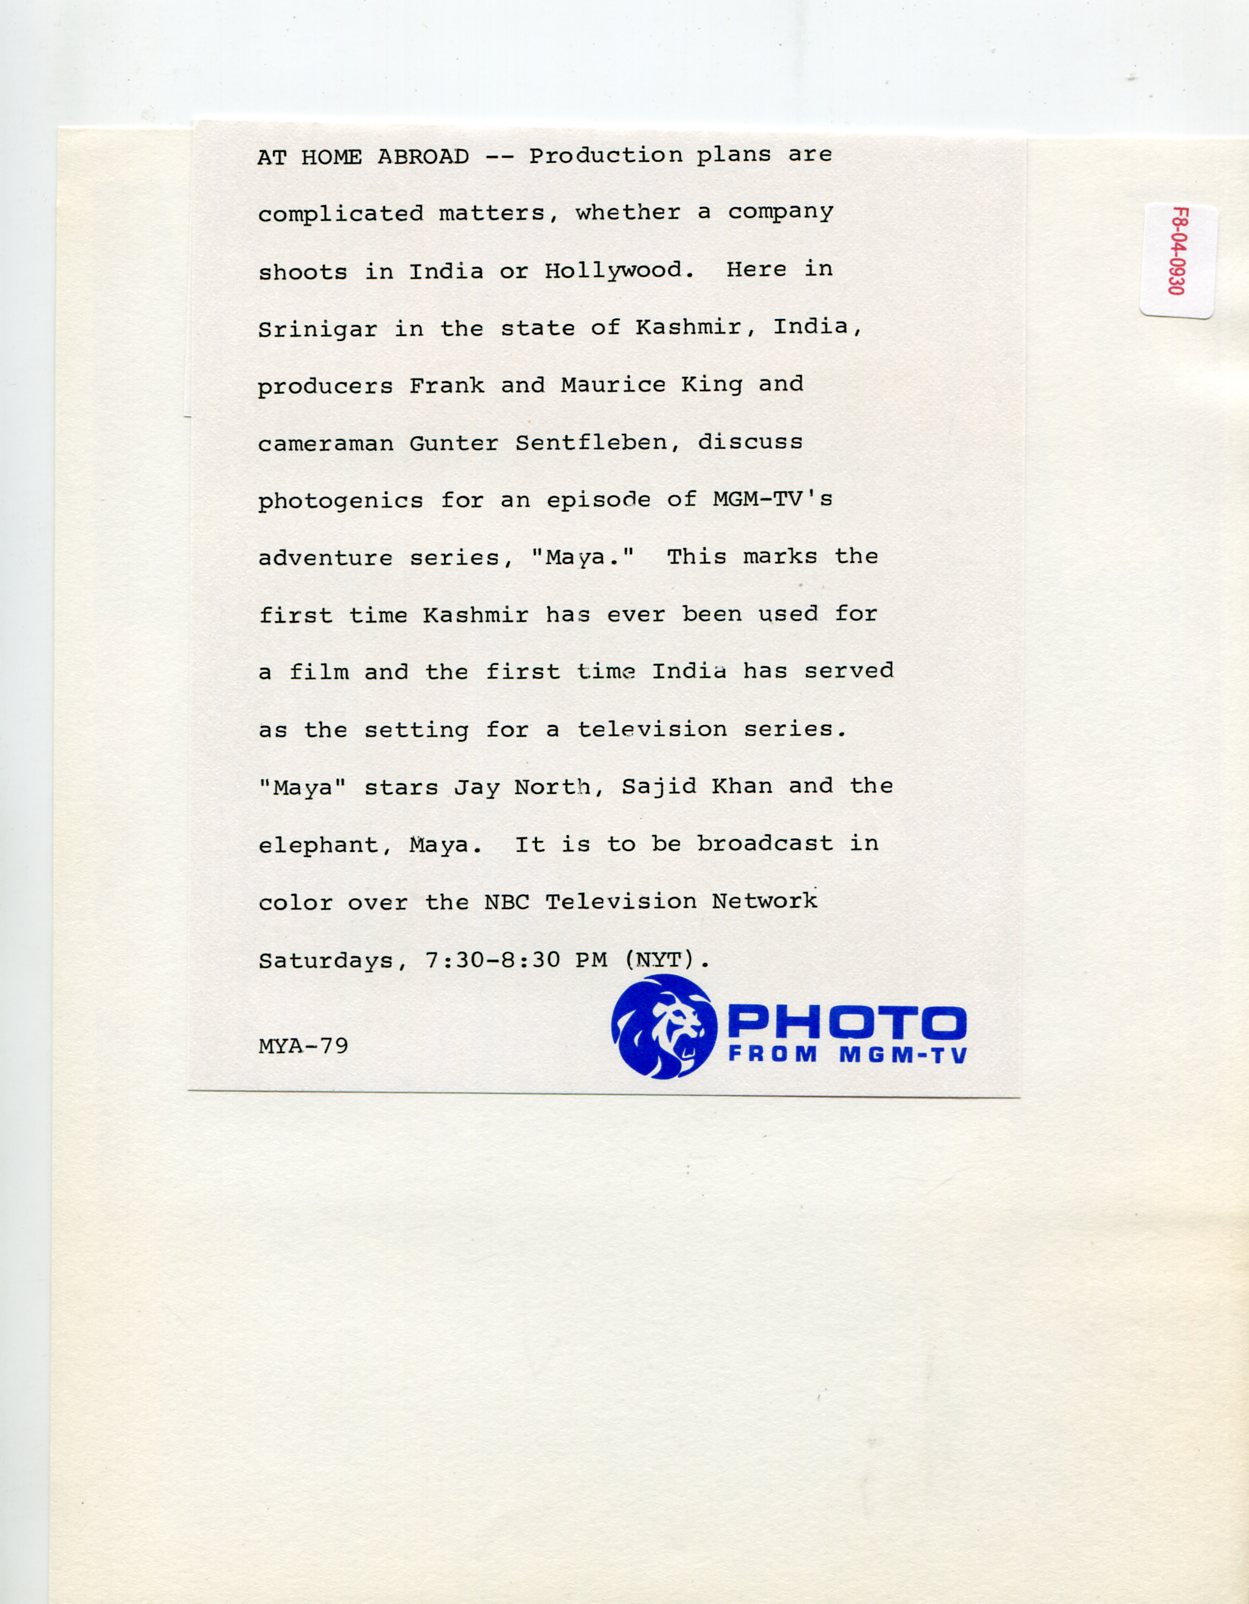 AT HOME ABROAD -- Production plans are
complicated matters, whether a company
shoots in India or Hollywood.  Here in
Srinigar in the state of Kashmir, India,
producers Frank and Maurice King and
cameraman Gunter Sentfleben, discuss
photogenics for an episode of MGM-TV's
adventure series, "Maya."  This marks the
first time Kashmir has ever been used for
a film and the first time India has served
as the setting for a television series.
"Maya" stars Jay North, Sajid Khan and the
elephant, Maya.  It is to be broadcast in
color over the NBC Television Network
Saturdays, 7:30-8:30 PM (NYT).
MYA-79
PHOTO
FROM MGM-TV
F8-04-0930